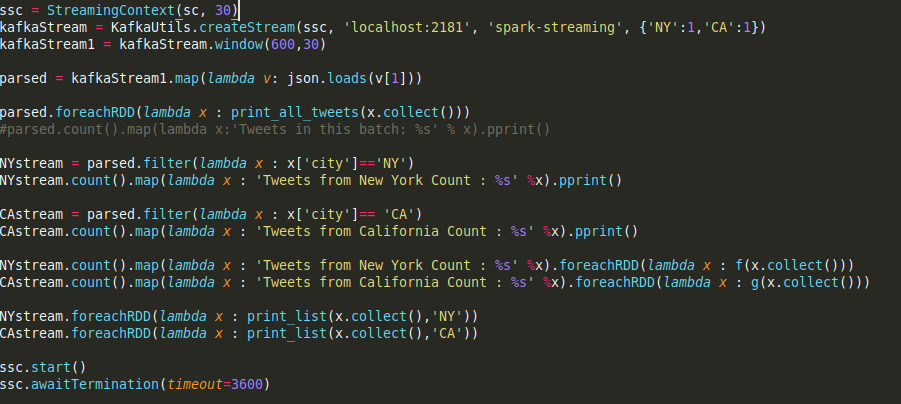 ssc = StreamingContext(sc, 30)
kafkaStream = KafkaUtils.createStream(ssc, 'localhost:2181', 'spark-streaming', {'NY':1,'CA':1})
kafkaStream1 = kafkaStream.window(600,30)
parsed = kafkaStream1.map(lambda v: json.loads(v[1]))
parsed.foreachRDD(lambda x : print_all_tweets(x.collect()))
#parsed.count().map(lambda x:'Tweets in this batch: %s' % x).pprint()
NYstream = parsed.filter(lambda x : x['city']=='NY')
NYstream.count().map(lambda x : 'Tweets from New York Count : %s' %x).pprint()
CAstream = parsed.filter(lambda x : x['city']== 'CA')
CAstream.count().map(lambda x : 'Tweets from California Count : %s' %x).pprint()
NYstream.count().map(lambda x : 'Tweets from New York Count : %s' %x).foreachRDD(lambda x : f(x.collect()))
CAstream.count().map(lambda x : 'Tweets from California Count : %s' %x).foreachRDD(lambda x : g(x.collect()))
NYstream.foreachRDD(lambda x : print_list(x.collect(),'NY'))
CAstream.foreachRDD(lambda x : print_list(x.collect(),'CA'))
ssc.start()
ssc.awaitTermination(timeout=3600)